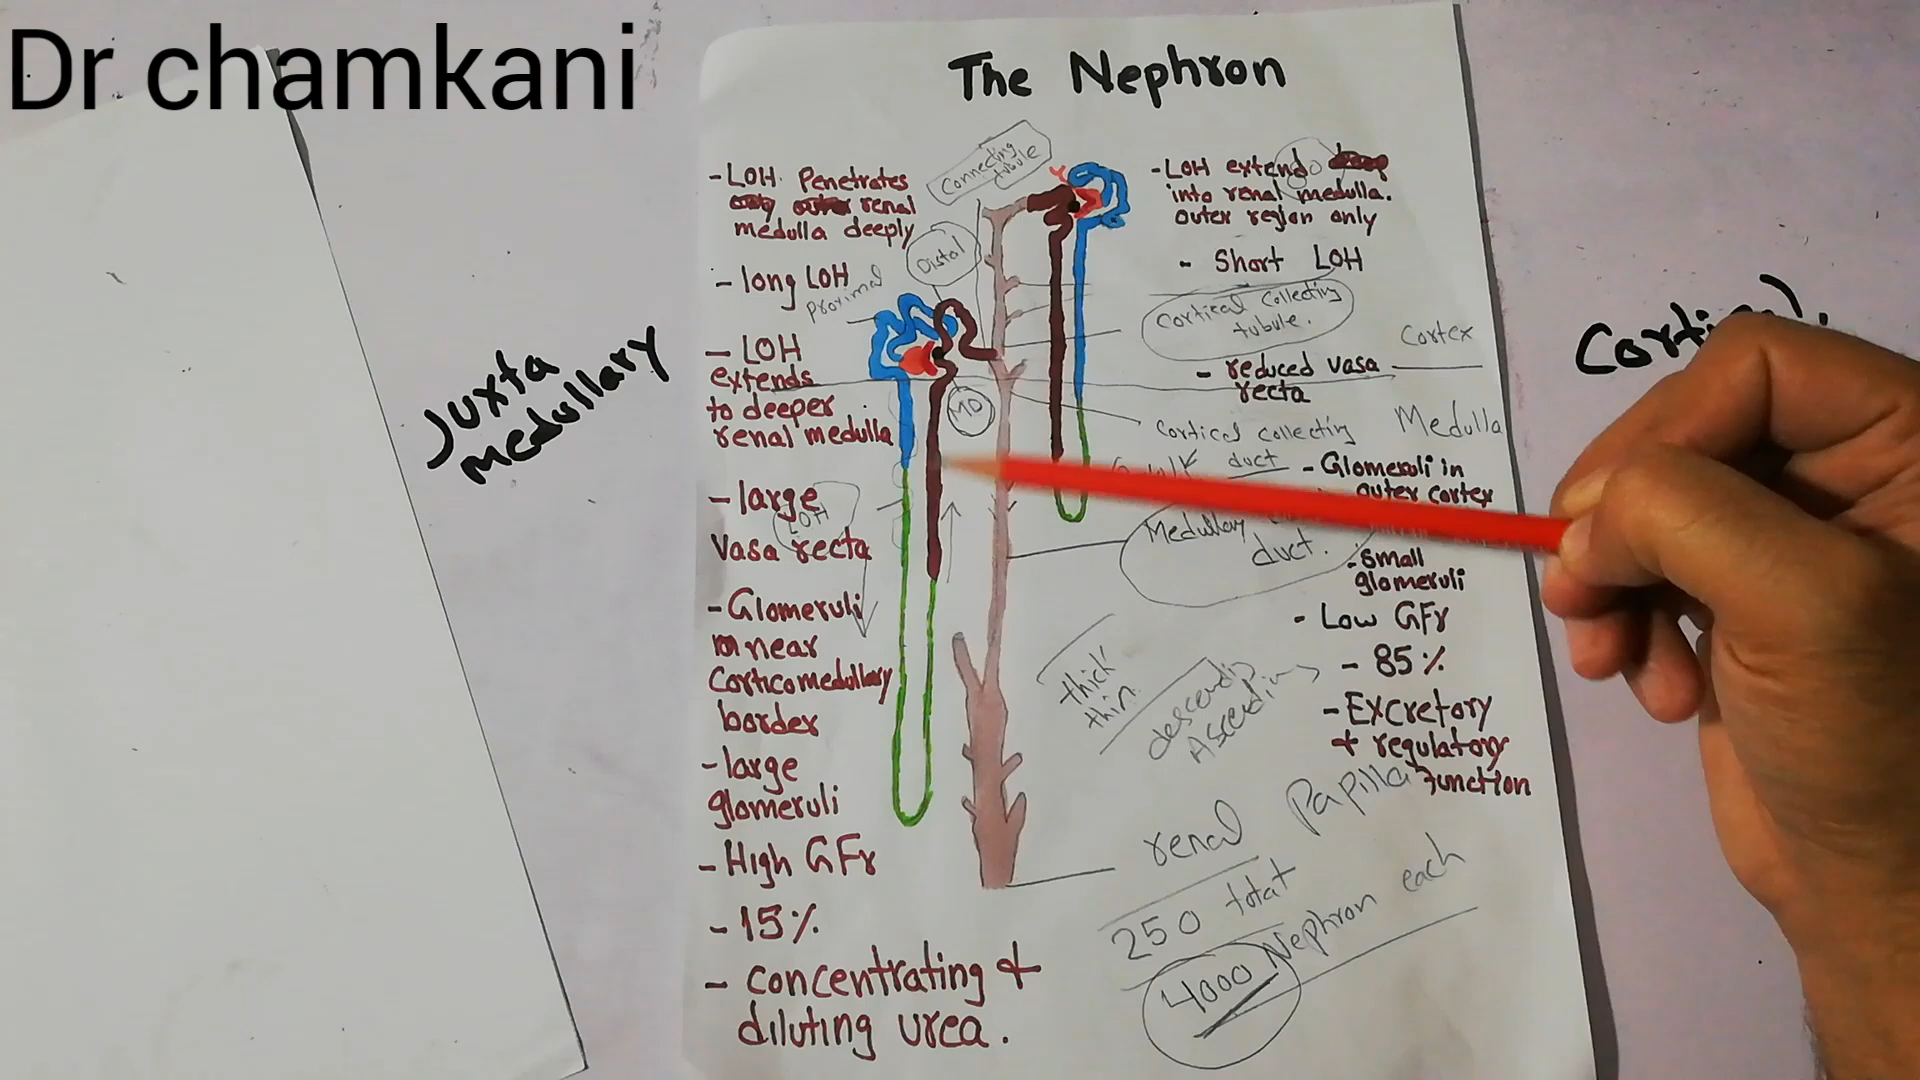 Dr chamkani
The Nephron
Juxta
medullary
- LOH Penetrates
renal
medulla deeply
- long LOH
- LOH
extends
to deeper
renal medulla
- large
Vasa recta
- Glomeruli
near
Corticomedullary
border
- large
glomeruli
- High GFr
- 15%
- concentrating +
diluting urea.
Connecting
tubule
Distal
Proximal
MD
LOH
- LOH extend
into renal medulla.
outer region only
- Short LOH
Cortical Collecting
tubule.
Cortex
- reduced vasa
recta
Cortical collecting
duct
Medulla
- Glomeruli in
outer cortex
Medullary
duct.
- Small
glomeruli
- Low GFr
- 85%
- Excretory
+ regulatory
Function
thick
thin
renal Papilla
250 total
4000 Nephron each